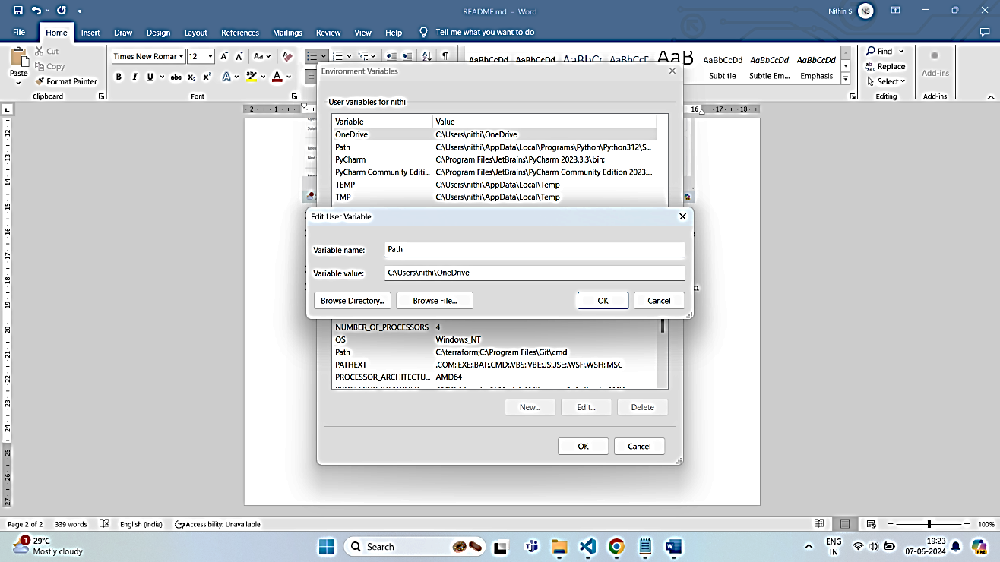 README.md - Word
Nithin S NS
File Home Insert Draw Design Layout References Mailings Review View Help Tell me what you want to do
Paste
Cut
Copy
Format Painter
Clipboard
Times New Romar 12 A A Aa A
B I U abc X₂ X² A A
Font
AaBbCcDd AaBbCcDd AaBbCc AaBbCcD AaB AaBbCcDd AaBbCcDd AaBbCcDd
Subtitle Subtle Em... Emphasis
Find
Replace
Select
Editing
Add-ins
Add-ins
Environment Variables
User variables for nithi
Variable Value
OneDrive C:\Users\nithi\OneDrive
Path C:\Users\nithi\AppData\Local\Programs\Python\Python312\S...
PyCharm C:\Program Files\JetBrains\PyCharm 2023.3.3\bin;
PyCharm Community Editi... C:\Program Files\JetBrains\PyCharm Community Edition 2023....
TEMP C:\Users\nithi\AppData\Local\Temp
TMP C:\Users\nithi\AppData\Local\Temp
Edit User Variable
Variable name: Path
Variable value: C:\Users\nithi\OneDrive
Browse Directory... Browse File... OK Cancel
NUMBER_OF_PROCESSORS 4
OS Windows_NT
Path C:\terraform;C:\Program Files\Git\cmd
PATHEXT .COM;.EXE;.BAT;.CMD;.VBS;.VBE;.JS;.JSE;.WSF;.WSH;.MSC
PROCESSOR_ARCHITECTU... AMD64
New... Edit... Delete
OK Cancel
Page 2 of 2 339 words English (India) Accessibility: Unavailable 100%
1 29°C
Mostly cloudy
Search
ENG
IN
19:23
07-06-2024